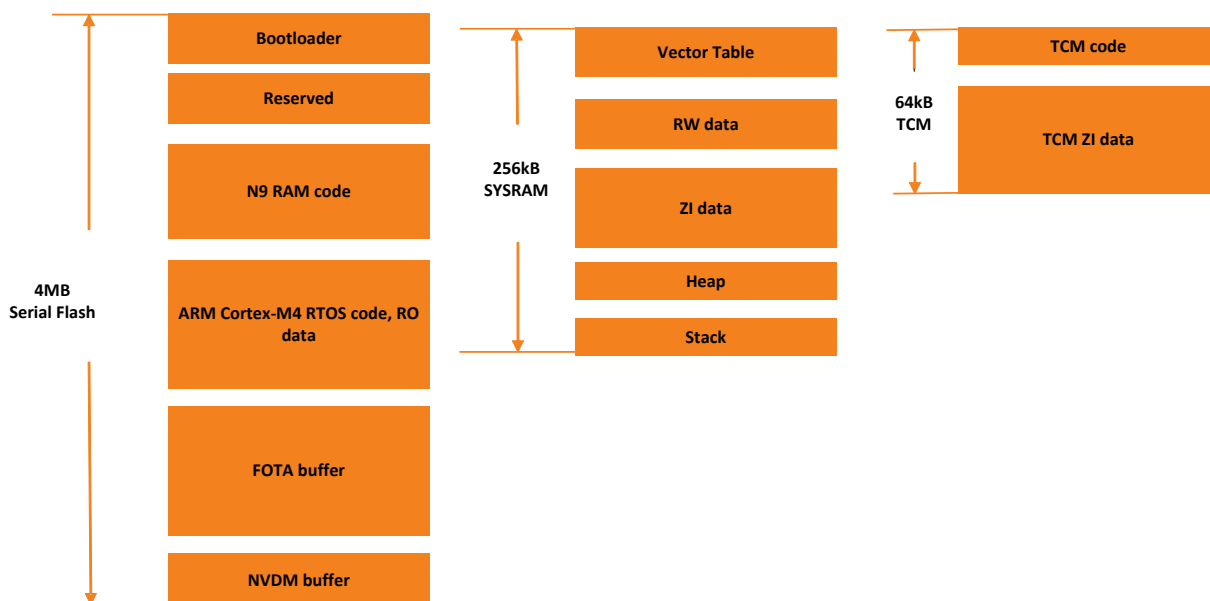 4MB
Serial Flash
Bootloader
Reserved
N9 RAM code
ARM Cortex-M4 RTOS code, RO
data
FOTA buffer
NVDM buffer
256kB
SYSRAM
Vector Table
RW data
ZI data
Heap
Stack
64kB
TCM
TCM code
TCM ZI data